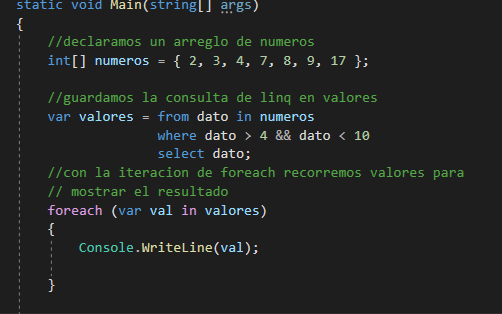 static void Main(string[] args)
{
//declaramos un arreglo de numeros
int[] numeros = { 2, 3, 4, 7, 8, 9, 17 };
//guardamos la consulta de linq en valores
var valores = from dato in numeros
where dato > 4 && dato < 10
select dato;
//con la iteracion de foreach recorremos valores para
// mostrar el resultado
foreach (var val in valores)
{
Console.WriteLine(val);
}